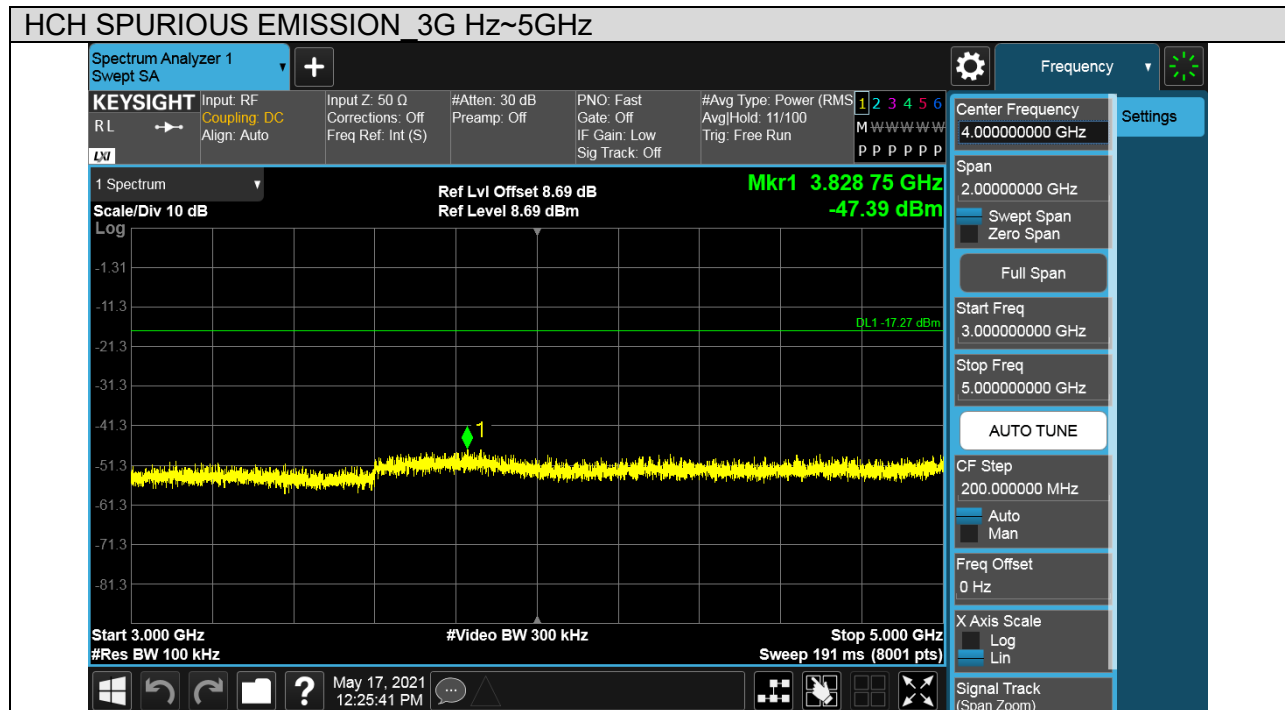 HCH SPURIOUS EMISSION_3G Hz~5GHz
Spectrum Analyzer 1
Swept SA
+
Frequency
KEYSIGHT
R L
LXI
Input: RF
Coupling: DC
Align: Auto
Input Z: 50 Ω
Corrections: Off
Freq Ref: Int (S)
#Atten: 30 dB
Preamp: Off
PNO: Fast
Gate: Off
IF Gain: Low
Sig Track: Off
#Avg Type: Power (RMS
Avg|Hold: 11/100
Trig: Free Run
1 2 3 4 5 6
M W W W W W
P P P P P P
1 Spectrum
Scale/Div 10 dB
Log
Ref Lvl Offset 8.69 dB
Ref Level 8.69 dBm
Mkr1 3.828 75 GHz
-47.39 dBm
-1.31
-11.3
DL1 -17.27 dBm
-21.3
-31.3
-41.3
1
-51.3
-61.3
-71.3
-81.3
Start 3.000 GHz
#Res BW 100 kHz
#Video BW 300 kHz
Stop 5.000 GHz
Sweep 191 ms (8001 pts)
Center Frequency
4.000000000 GHz
Settings
Span
2.00000000 GHz
Swept Span
Zero Span
Full Span
Start Freq
3.000000000 GHz
Stop Freq
5.000000000 GHz
AUTO TUNE
CF Step
200.000000 MHz
Auto
Man
Freq Offset
0 Hz
X Axis Scale
Log
Lin
Signal Track
(Span Zoom)
?
May 17, 2021
12:25:41 PM